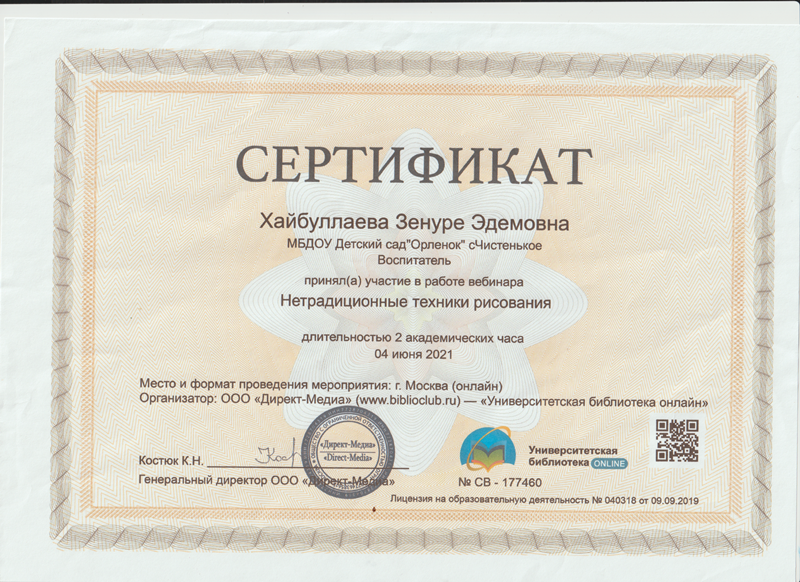 СЕРТИФИКАТ
Хайбуллаева Зенуре Эдемовна
МБДОУ Детский сад"Орленок" сЧистенькое
Воспитатель
принял(а) участие в работе вебинара
Нетрадиционные техники рисования
длительностью 2 академических часа
04 июня 2021
Место и формат проведения мероприятия: г. Москва (онлайн)
Организатор: ООО «Директ-Медиа» (www.biblioclub.ru) — «Университетская библиотека онлайн»
Костюк К.Н.
Генеральный директор ООО «Директ-Медиа»
«Директ-Медиа»
«Direct-Media»
ОБЩЕСТВО С ОГРАНИЧЕННОЙ ОТВЕТСТВЕННОСТЬЮ
Университетская
библиотека ONLINE
№ СВ - 177460
Лицензия на образовательную деятельность № 040318 от 09.09.2019